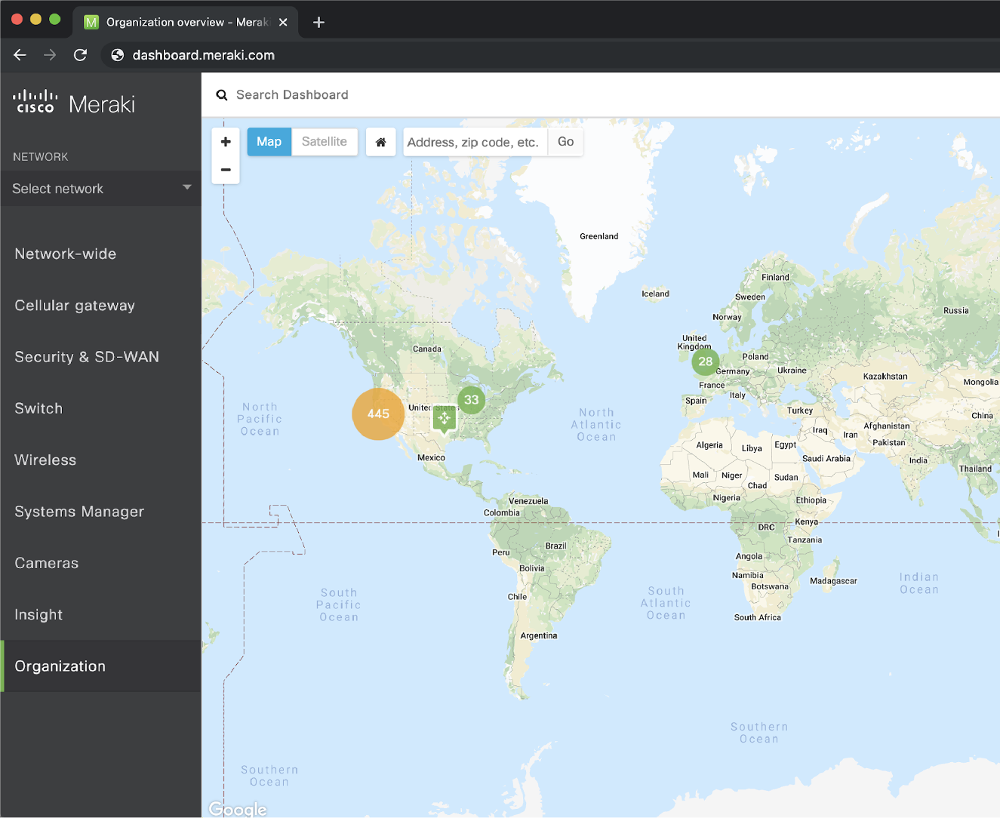 Organization overview - Merak
dashboard.meraki.com
CISCO Meraki
Search Dashboard
NETWORK
Select network
Network-wide
Cellular gateway
Security & SD-WAN
Switch
Wireless
Systems Manager
Cameras
Insight
Organization
+
−
Map
Satellite
Address, zip code, etc.
Go
Greenland
Iceland
Finland
Sweden
Norway
Russia
United
Kingdom
28
Poland
Germany
Ukraine
France
Kazakhstan
Mongolia
Italy
Spain
Turkey
China
Canada
33
445
United States
Mexico
North
Pacific
Ocean
North
Atlantic
Ocean
Afghanistan
Iraq
Iran
Pakistan
Algeria
Libya
Egypt
Saudi Arabia
India
Thailand
Mali
Niger
Chad
Sudan
Nigeria
Ethiopia
Venezuela
Colombia
DRC
Kenya
Tanzania
Brazil
Peru
Angola
Bolivia
Namibia
Botswana
Madagascar
Indian
Ocean
Chile
South Africa
South
Pacific
Ocean
South
Atlantic
Ocean
Argentina
Southern
Ocean
Southern
Ocean
Google